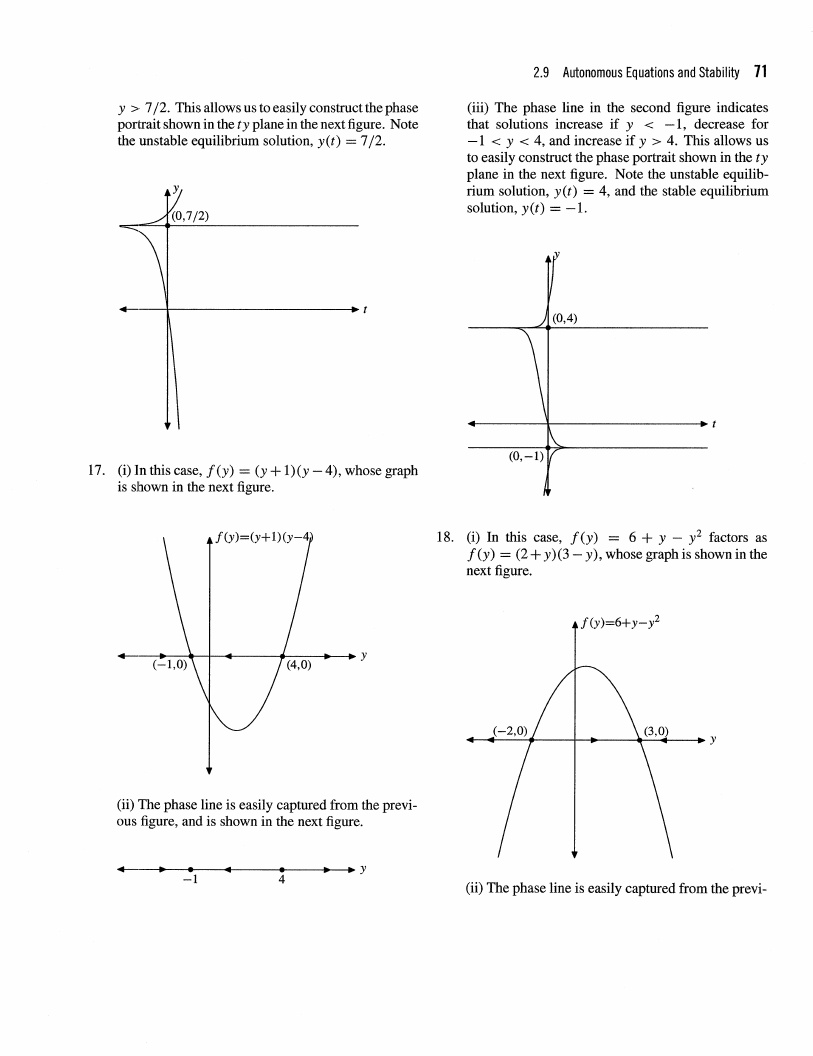 2.9 Autonomous Equations and Stability 71
y > 7/2. This allows us to easily construct the phase
portrait shown in the ty plane in the next figure. Note
the unstable equilibrium solution, y(t) = 7/2.
y
(0,7/2)
t
17. (i) In this case, f(y) = (y + 1)(y − 4), whose graph
is shown in the next figure.
f(y)=(y+1)(y−4)
(−1,0)
(4,0)
y
(ii) The phase line is easily captured from the previ-
ous figure, and is shown in the next figure.
y
−1
4
(iii) The phase line in the second figure indicates
that solutions increase if y < −1, decrease for
−1 < y < 4, and increase if y > 4. This allows us
to easily construct the phase portrait shown in the ty
plane in the next figure. Note the unstable equilib-
rium solution, y(t) = 4, and the stable equilibrium
solution, y(t) = −1.
y
(0,4)
t
(0,−1)
18. (i) In this case, f(y) = 6 + y − y² factors as
f(y) = (2 + y)(3 − y), whose graph is shown in the
next figure.
f(y)=6+y−y²
(−2,0)
(3,0)
y
(ii) The phase line is easily captured from the previ-